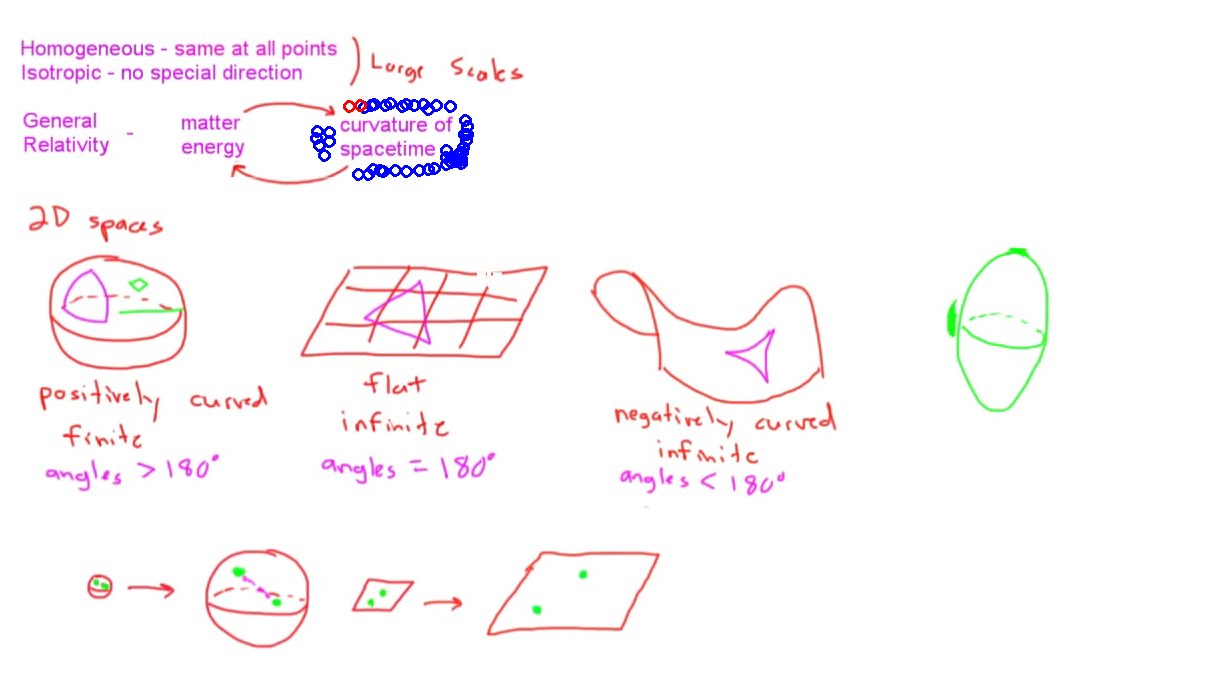 Homogeneous - same at all points
Isotropic - no special direction
Large Scales
General Relativity - matter energy
curvature of spacetime
2D spaces
positively curved
finite
angles > 180°
flat
infinite
angles = 180°
negatively curved
infinite
angles < 180°